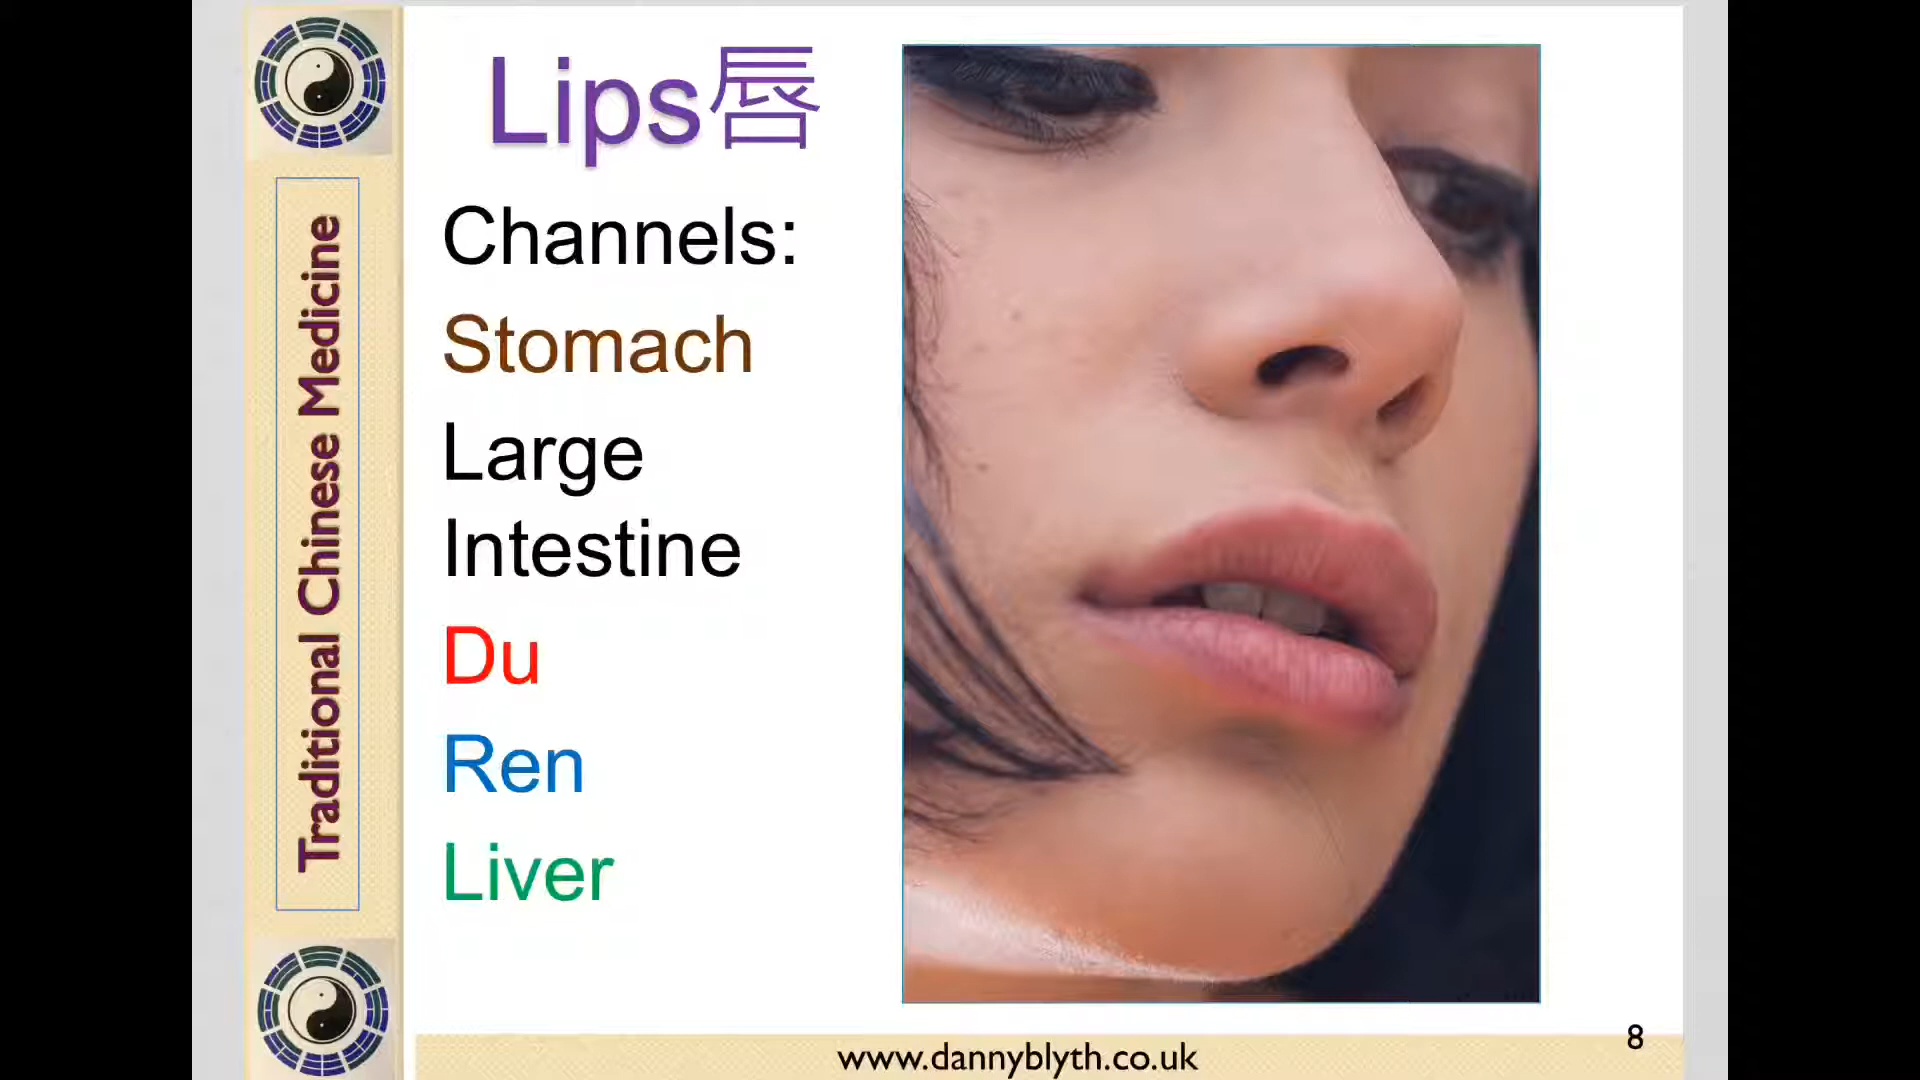 Lips唇
Traditional Chinese Medicine
Channels:
Stomach
Large
Intestine
Du
Ren
Liver
8
www.dannyblyth.co.uk